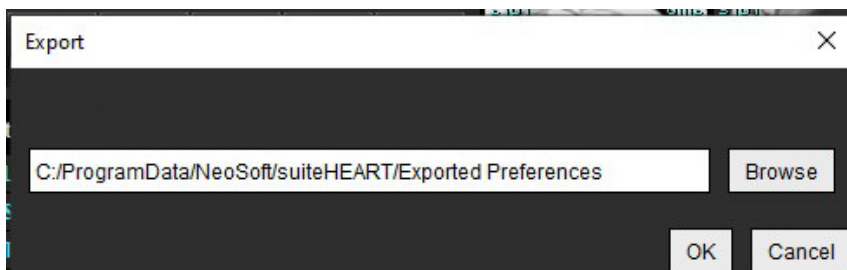 Export
C:/ProgramData/NeoSoft/suiteHEART/Exported Preferences
Browse
OK
Cancel